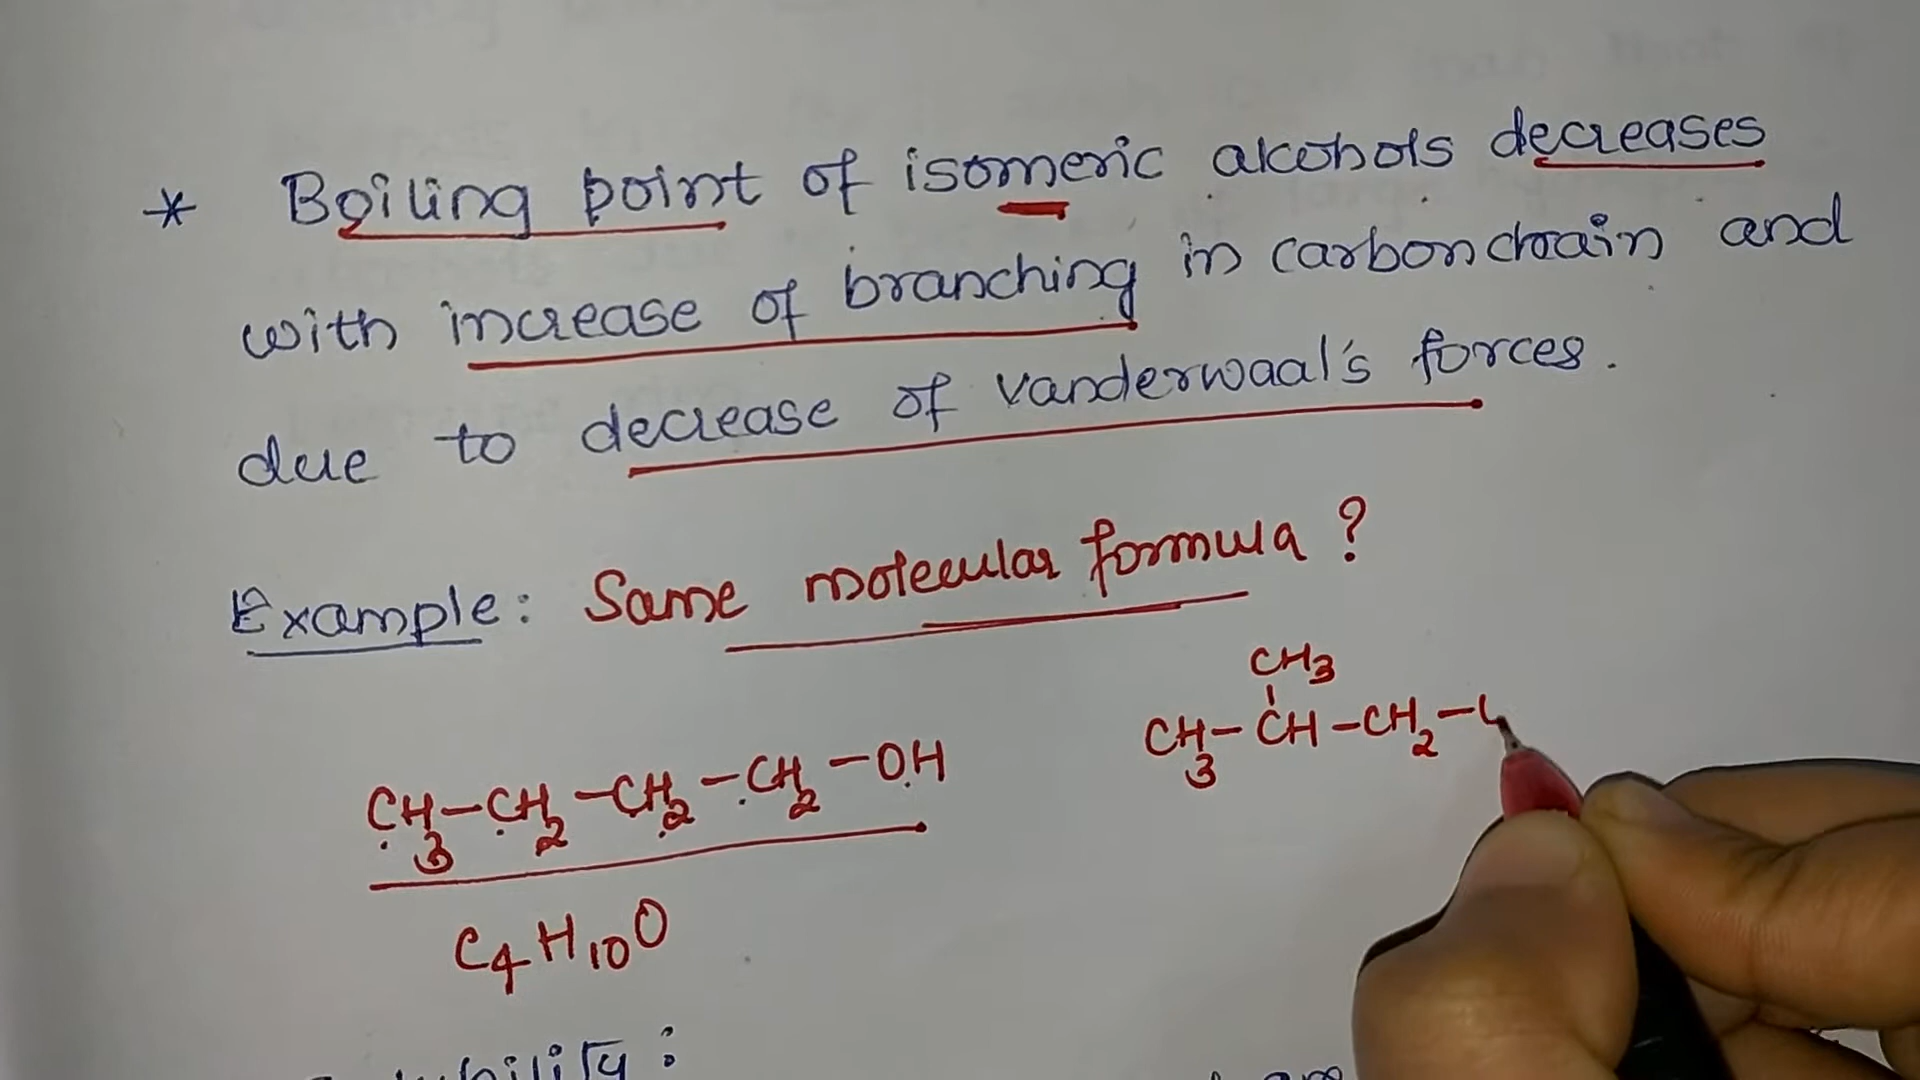 * Boiling point of isomeric alcohols decreases
with increase of branching in carbon chain and
due to decrease of vanderwaal's forces.
Example: Same molecular formula ?
CH3
CH3-CH-CH2-
CH3-CH2-CH2-CH2-OH
C4H10O